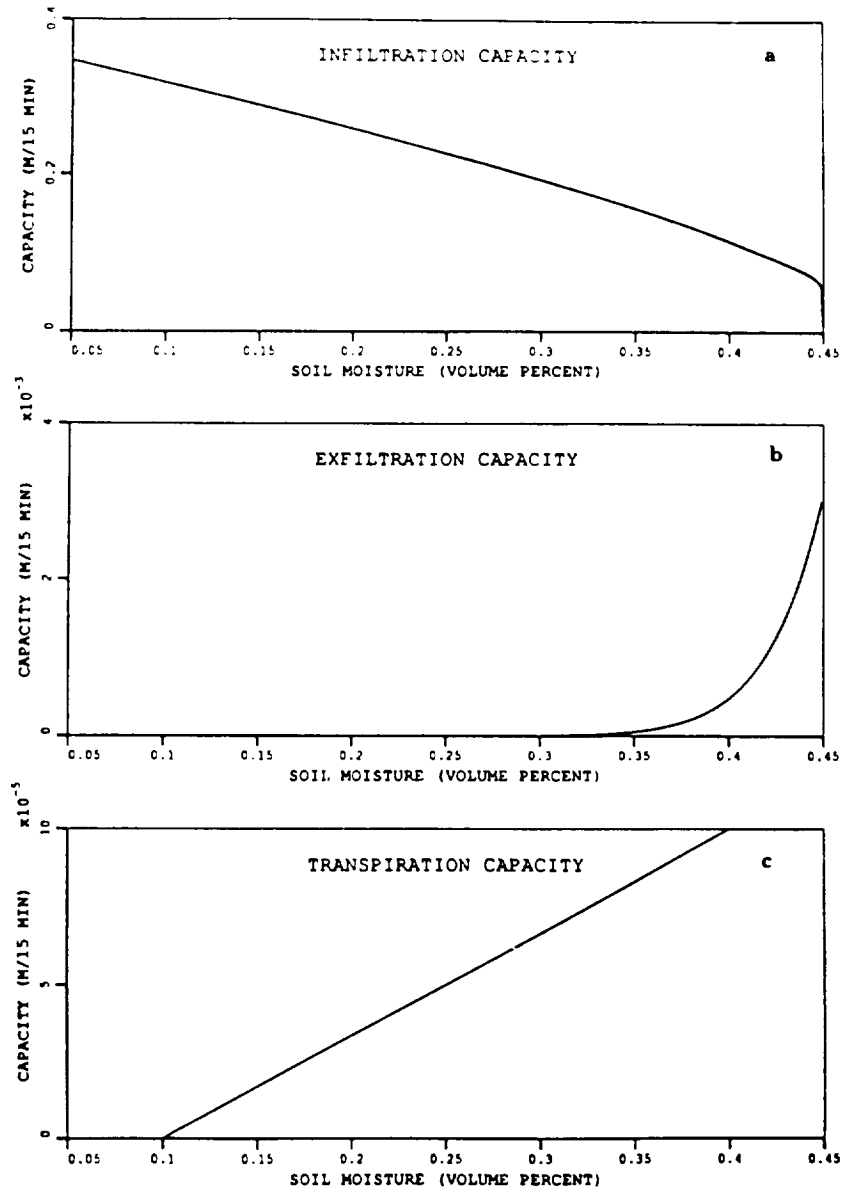 0.4
INFILTRATION CAPACITY
a
CAPACITY (M/15 MIN)
0.2
0
0.05 0.1 0.15 0.2 0.25 0.3 0.35 0.4 0.45
SOIL MOISTURE (VOLUME PERCENT)
x10⁻³
4
EXFILTRATION CAPACITY
b
CAPACITY (M/15 MIN)
2
0
0.05 0.1 0.15 0.2 0.25 0.3 0.35 0.4 0.45
SOIL MOISTURE (VOLUME PERCENT)
x10⁻⁵
10
TRANSPIRATION CAPACITY
c
CAPACITY (M/15 MIN)
5
0
0.05 0.1 0.15 0.2 0.25 0.3 0.35 0.4 0.45
SOIL MOISTURE (VOLUME PERCENT)